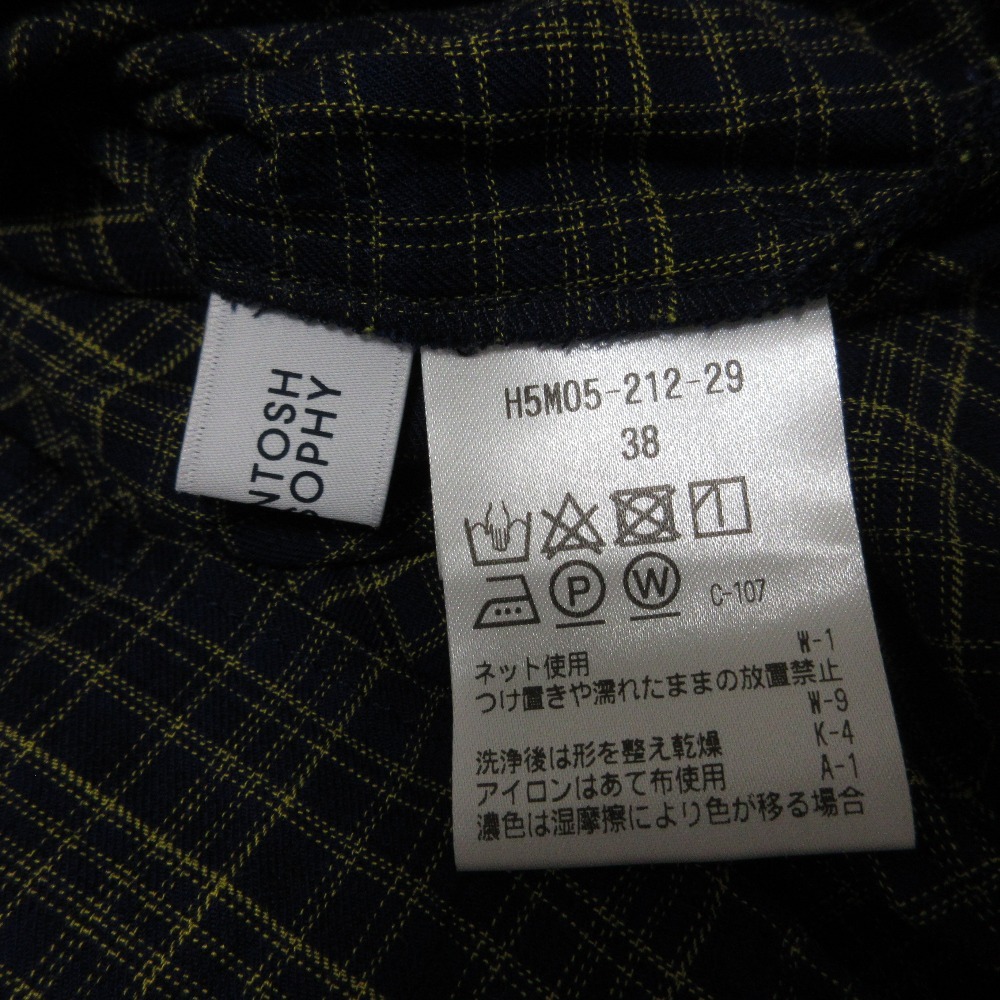 NTOSH
SOPHY
H5M05-212-29
38
P W C-107
W-1
ネット使用
つけ置きや濡れたままの放置禁止
W-9
洗浄後は形を整え乾燥 K-4
アイロンはあて布使用 A-1
濃色は湿摩擦により色が移る場合